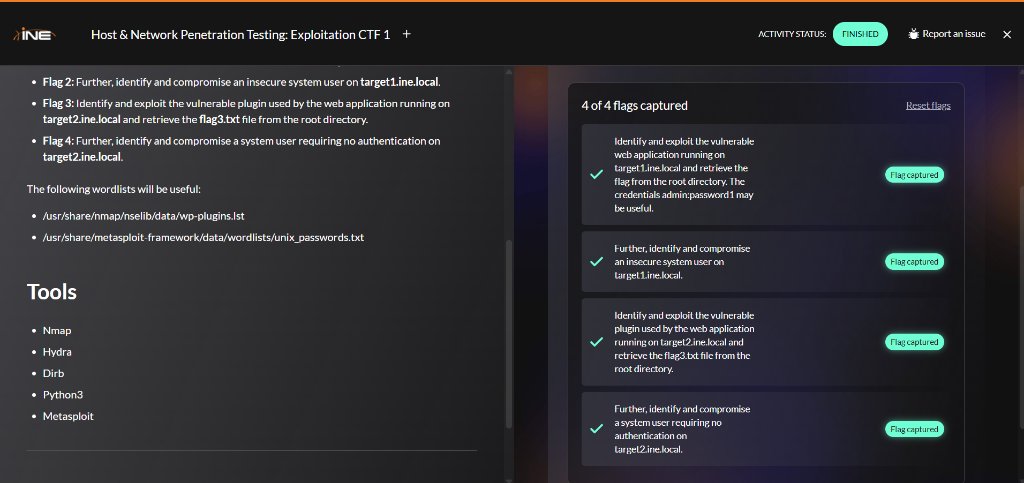 INE
Host & Network Penetration Testing: Exploitation CTF 1 +
ACTIVITY STATUS:
FINISHED
Report an issue
Flag 2: Further, identify and compromise an insecure system user on target1.ine.local.
Flag 3: Identify and exploit the vulnerable plugin used by the web application running on
target2.ine.local and retrieve the flag3.txt file from the root directory.
Flag 4: Further, identify and compromise a system user requiring no authentication on
target2.ine.local.
The following wordlists will be useful:
/usr/share/nmap/nselib/data/wp-plugins.lst
/usr/share/metasploit-framework/data/wordlists/unix_passwords.txt
Tools
Nmap
Hydra
Dirb
Python3
Metasploit
4 of 4 flags captured
Reset flags
Identify and exploit the vulnerable
web application running on
target1.ine.local and retrieve the
flag from the root directory. The
credentials admin:password1 may
be useful.
Flag captured
Further, identify and compromise
an insecure system user on
target1.ine.local.
Flag captured
Identify and exploit the vulnerable
plugin used by the web application
running on target2.ine.local and
retrieve the flag3.txt file from the
root directory.
Flag captured
Further, identify and compromise
a system user requiring no
authentication on
target2.ine.local.
Flag captured